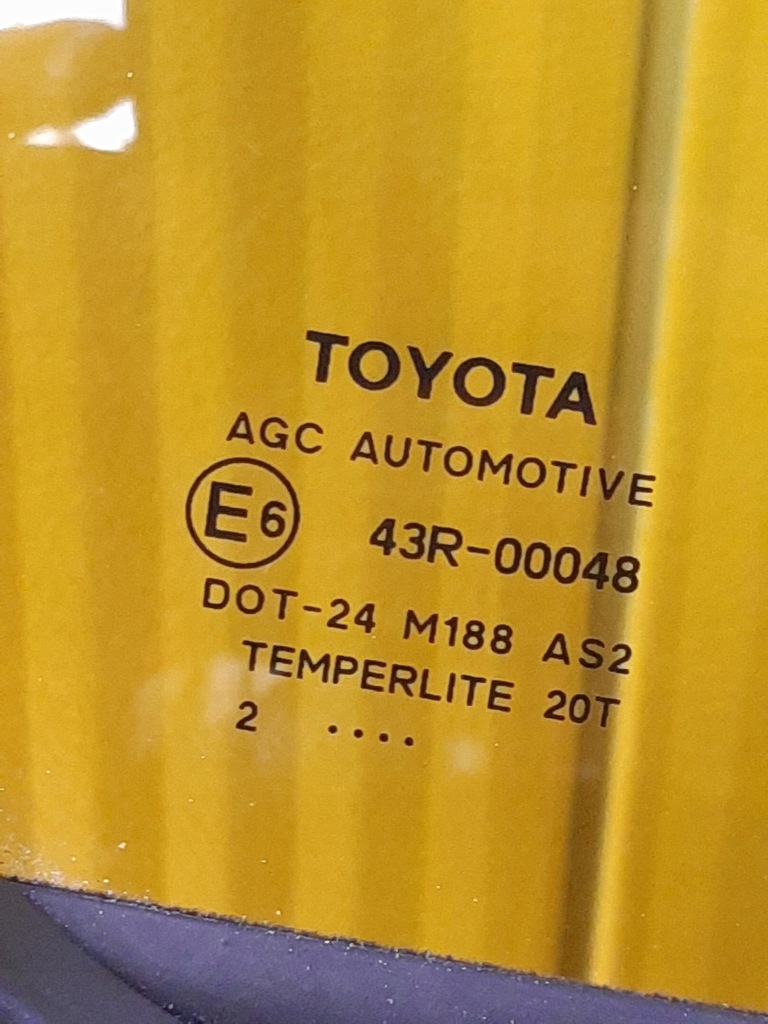 TOYOTA
AGC AUTOMOTIVE
E6 43R-00048
DOT-24 M188 AS2
TEMPERLITE 20T
2 ....